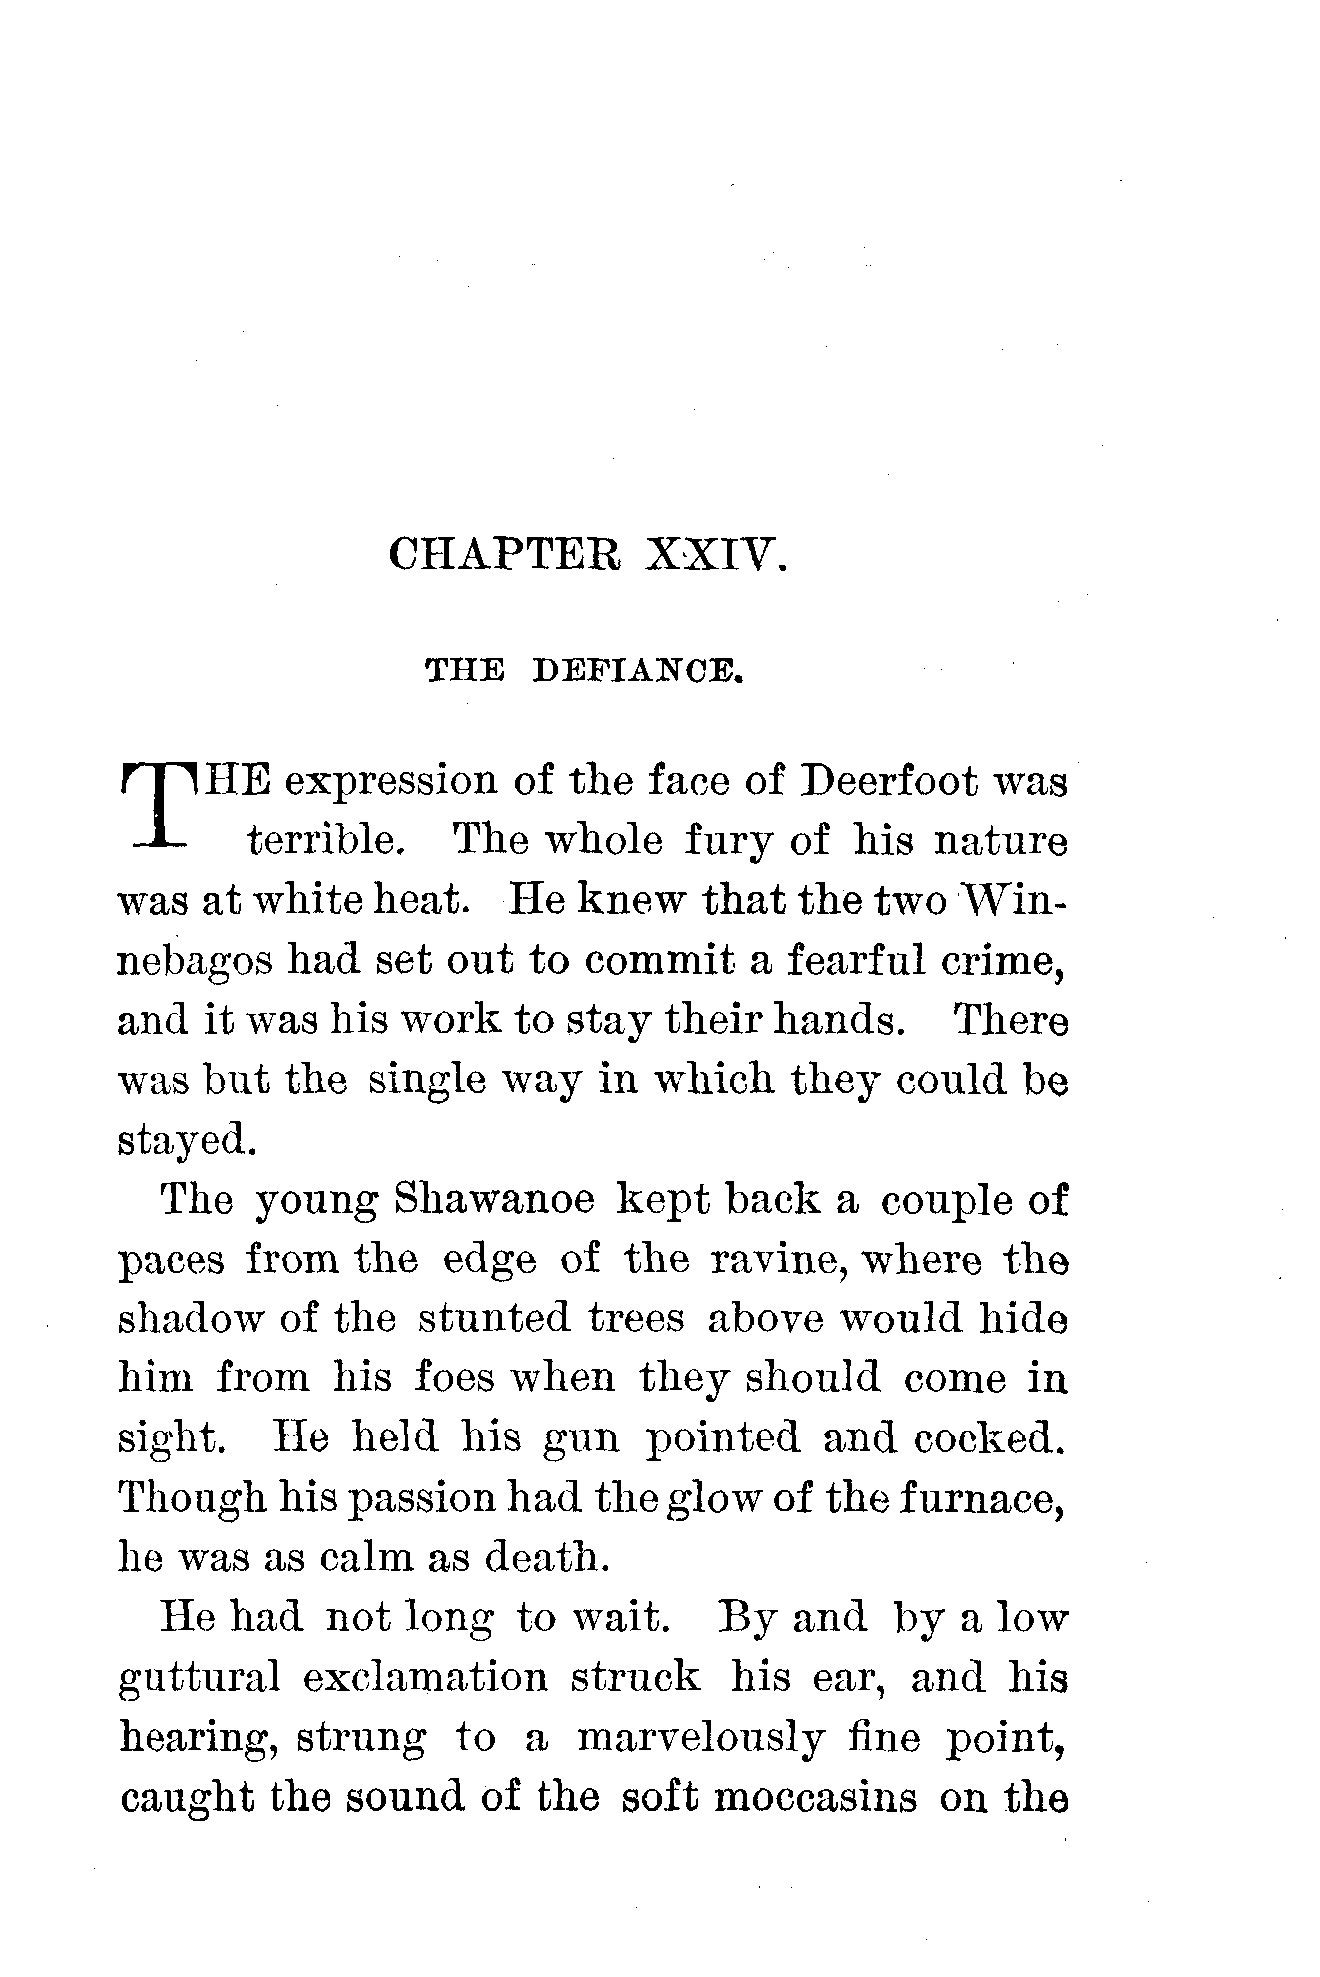 CHAPTER XXIV.
THE DEFIANCE.
THE expression of the face of Deerfoot was
terrible. The whole fury of his nature
was at white heat. He knew that the two Win-
nebagos had set out to commit a fearful crime,
and it was his work to stay their hands. There
was but the single way in which they could be
stayed.
The young Shawanoe kept back a couple of
paces from the edge of the ravine, where the
shadow of the stunted trees above would hide
him from his foes when they should come in
sight. He held his gun pointed and cocked.
Though his passion had the glow of the furnace,
he was as calm as death.
He had not long to wait. By and by a low
guttural exclamation struck his ear, and his
hearing, strung to a marvelously fine point,
caught the sound of the soft moccasins on the